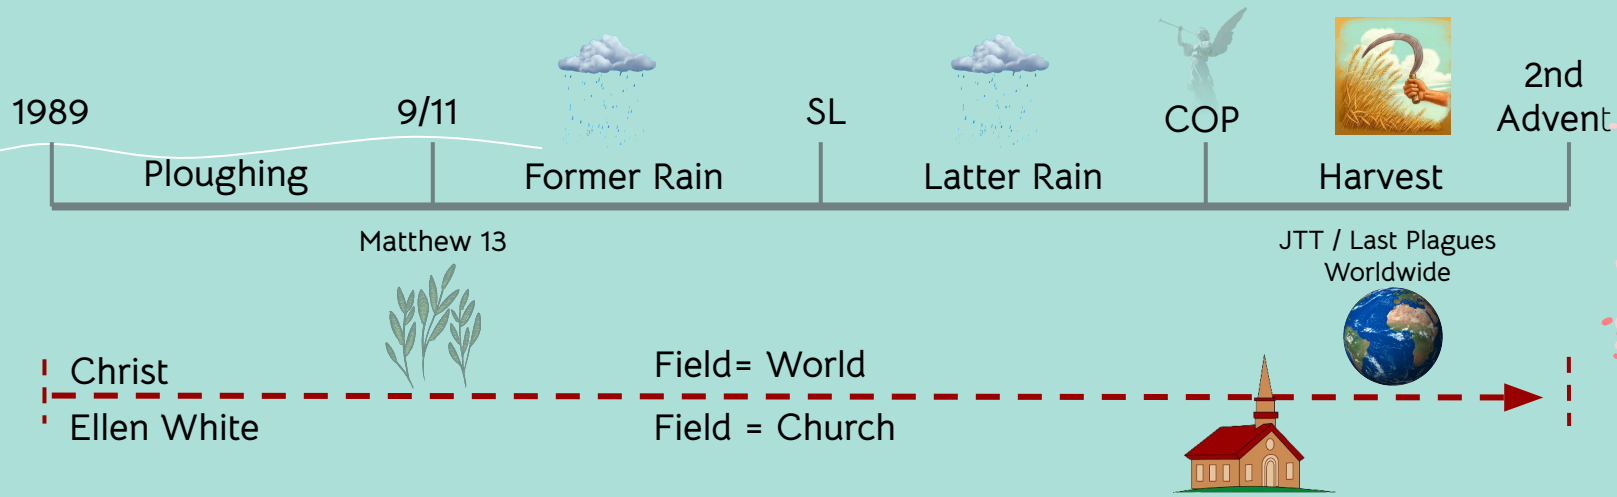 1989
9/11
SL
COP
2nd
Advent
Ploughing
Former Rain
Latter Rain
Harvest
Matthew 13
JTT / Last Plagues
Worldwide
Christ
Field= World
Ellen White
Field = Church